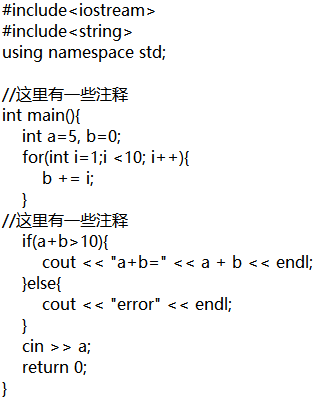 #include<iostream>
#include<string>
using namespace std;

//这里有一些注释
int main(){
    int a=5, b=0;
    for(int i=1;i <10; i++){
        b += i;
    }
//这里有一些注释
    if(a+b>10){
        cout << "a+b=" << a + b << endl;
    }else{
        cout << "error" << endl;
    }
    cin >> a;
    return 0;
}